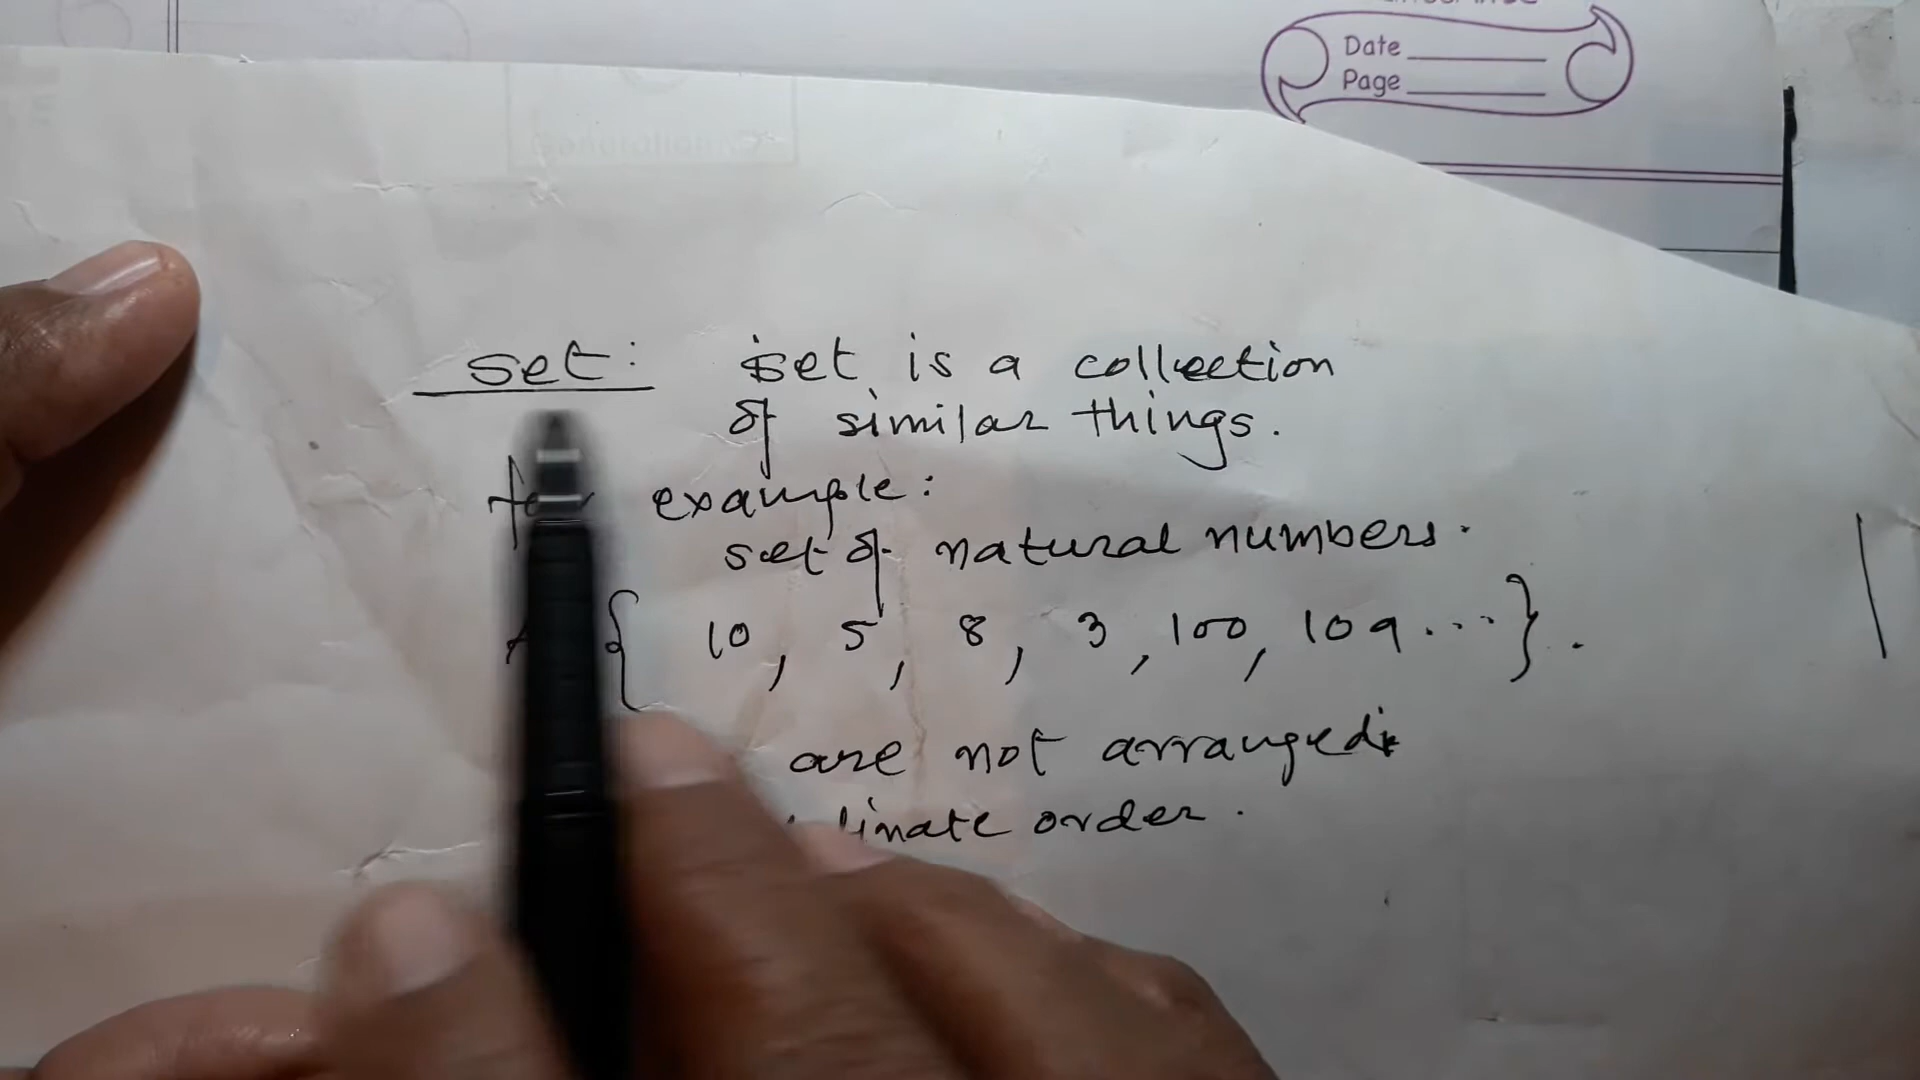 Date
Page
set: set is a collection
of similar things.
for example:
set of natural numbers.
{ 10, 5, 8, 3, 100, 109 ... }.
are not arranged
order.